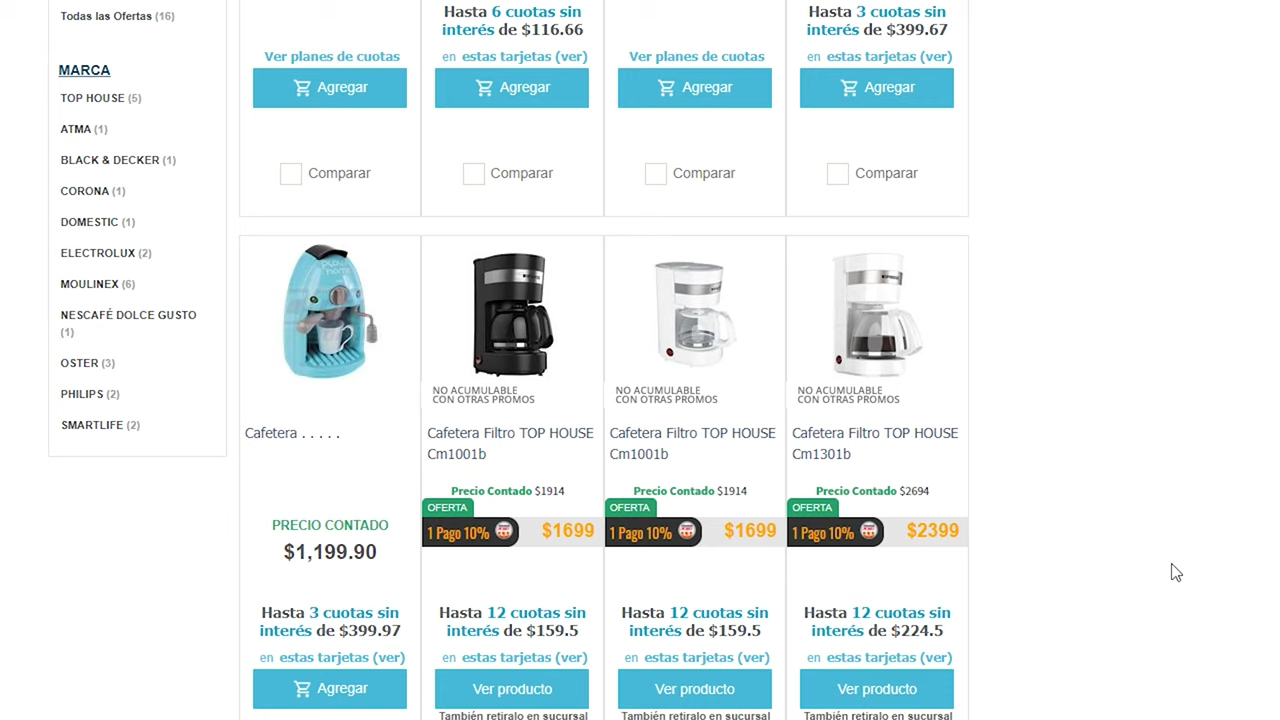 Todas las Ofertas (16)
MARCA
TOP HOUSE (5)
ATMA (1)
BLACK & DECKER (1)
CORONA (1)
DOMESTIC (1)
ELECTROLUX (2)
MOULINEX (6)
NESCAFÉ DOLCE GUSTO
(1)
OSTER (3)
PHILIPS (2)
SMARTLIFE (2)
Ver planes de cuotas
Agregar
Comparar
Hasta 6 cuotas sin
interés de $116.66
en estas tarjetas (ver)
Agregar
Comparar
Ver planes de cuotas
Agregar
Comparar
Hasta 3 cuotas sin
interés de $399.67
en estas tarjetas (ver)
Agregar
Comparar
Cafetera . . . . .
PRECIO CONTADO
$1,199.90
Hasta 3 cuotas sin
interés de $399.97
en estas tarjetas (ver)
Agregar
NO ACUMULABLE
CON OTRAS PROMOS
Cafetera Filtro TOP HOUSE
Cm1001b
Precio Contado $1914
OFERTA
1 Pago 10% $1699
Hasta 12 cuotas sin
interés de $159.5
en estas tarjetas (ver)
Ver producto
También retiralo en sucursal
NO ACUMULABLE
CON OTRAS PROMOS
Cafetera Filtro TOP HOUSE
Cm1001b
Precio Contado $1914
OFERTA
1 Pago 10% $1699
Hasta 12 cuotas sin
interés de $159.5
en estas tarjetas (ver)
Ver producto
También retiralo en sucursal
NO ACUMULABLE
CON OTRAS PROMOS
Cafetera Filtro TOP HOUSE
Cm1301b
Precio Contado $2694
OFERTA
1 Pago 10% $2399
Hasta 12 cuotas sin
interés de $224.5
en estas tarjetas (ver)
Ver producto
También retiralo en sucursal